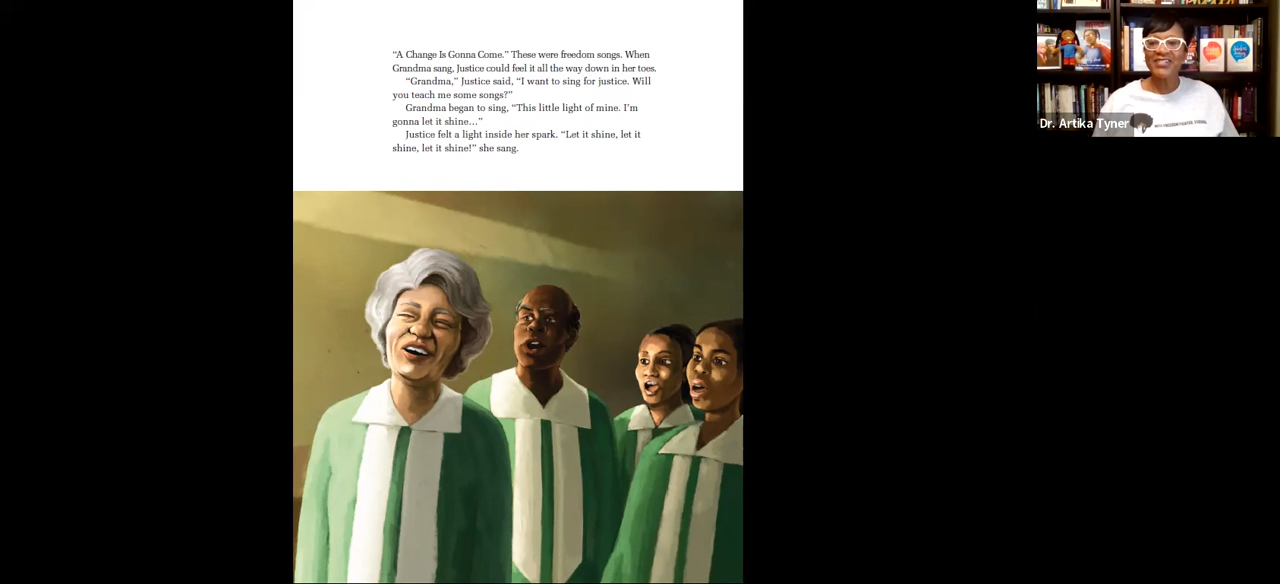 “A Change Is Gonna Come.” These were freedom songs. When
Grandma sang, Justice could feel it all the way down in her toes.
“Grandma,” Justice said, “I want to sing for justice. Will
you teach me some songs?”
Grandma began to sing, “This little light of mine. I’m
gonna let it shine...”
Justice felt a light inside her spark. “Let it shine, let it
shine, let it shine!” she sang.
Dr. Artika Tyner